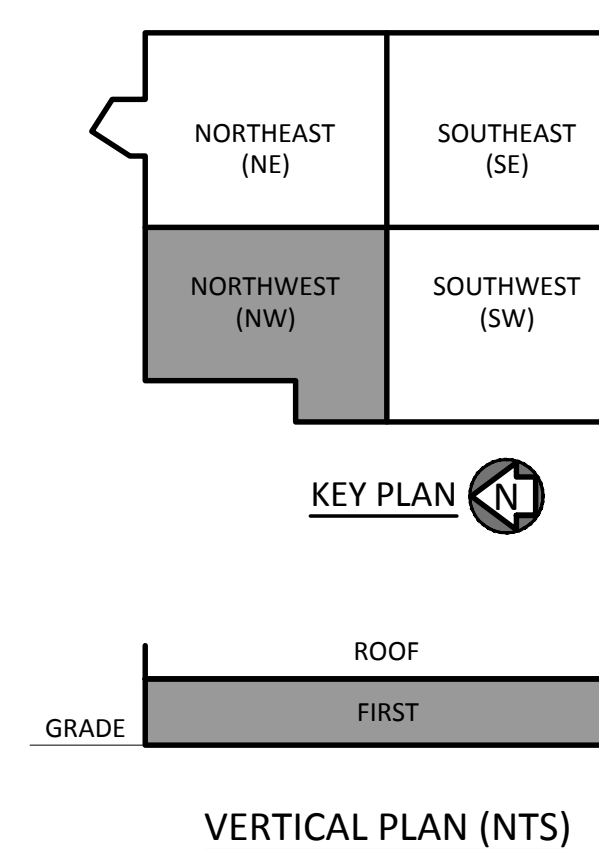 NORTHEAST
(NE)
SOUTHEAST
(SE)
NORTHWEST
(NW)
SOUTHWEST
(SW)
KEY PLAN
N
ROOF
FIRST
GRADE
VERTICAL PLAN (NTS)